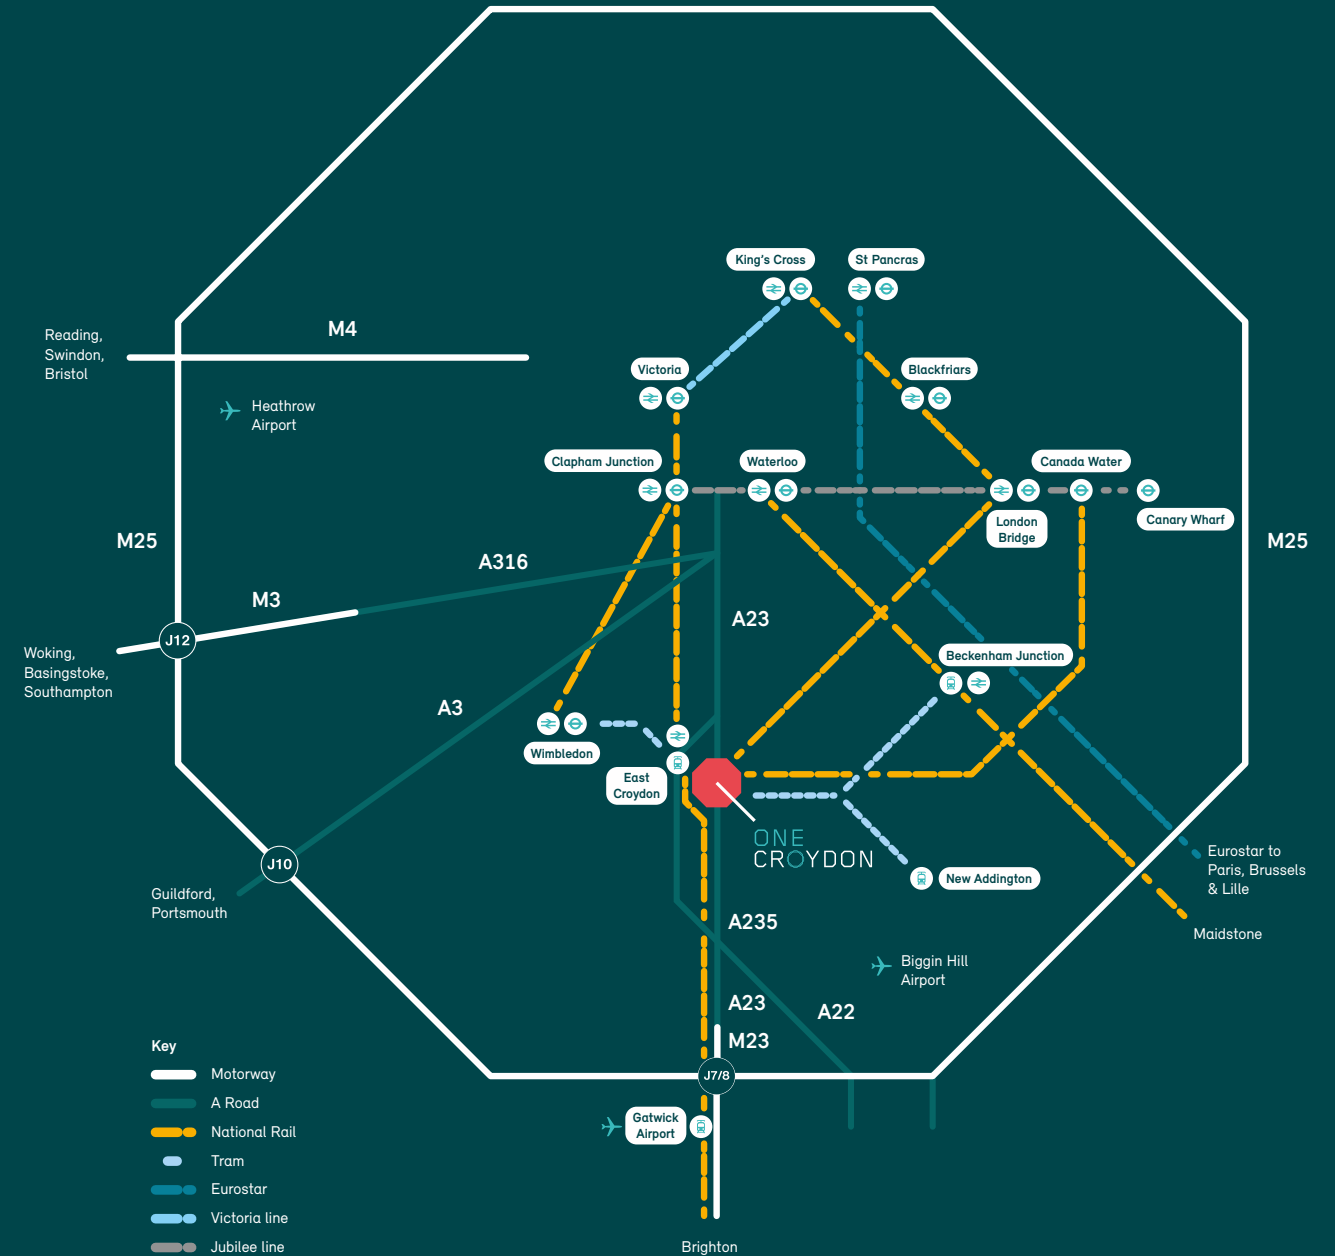 King's Cross
St Pancras
M4
Reading,
Swindon,
Bristol
Heathrow
Airport
Victoria
Blackfriars
Clapham Junction
Waterloo
Canada Water
London
Bridge
Canary Wharf
M25
M25
A316
M3
J12
Woking,
Basingstoke,
Southampton
A23
Beckenham Junction
A3
Wimbledon
East
Croydon
ONE
CROYDON
J10
Guildford,
Portsmouth
New Addington
Eurostar to
Paris, Brussels
& Lille
Maidstone
A235
Biggin Hill
Airport
A23
A22
M23
J7/8
Gatwick
Airport
Brighton
Key
Motorway
A Road
National Rail
Tram
Eurostar
Victoria line
Jubilee line